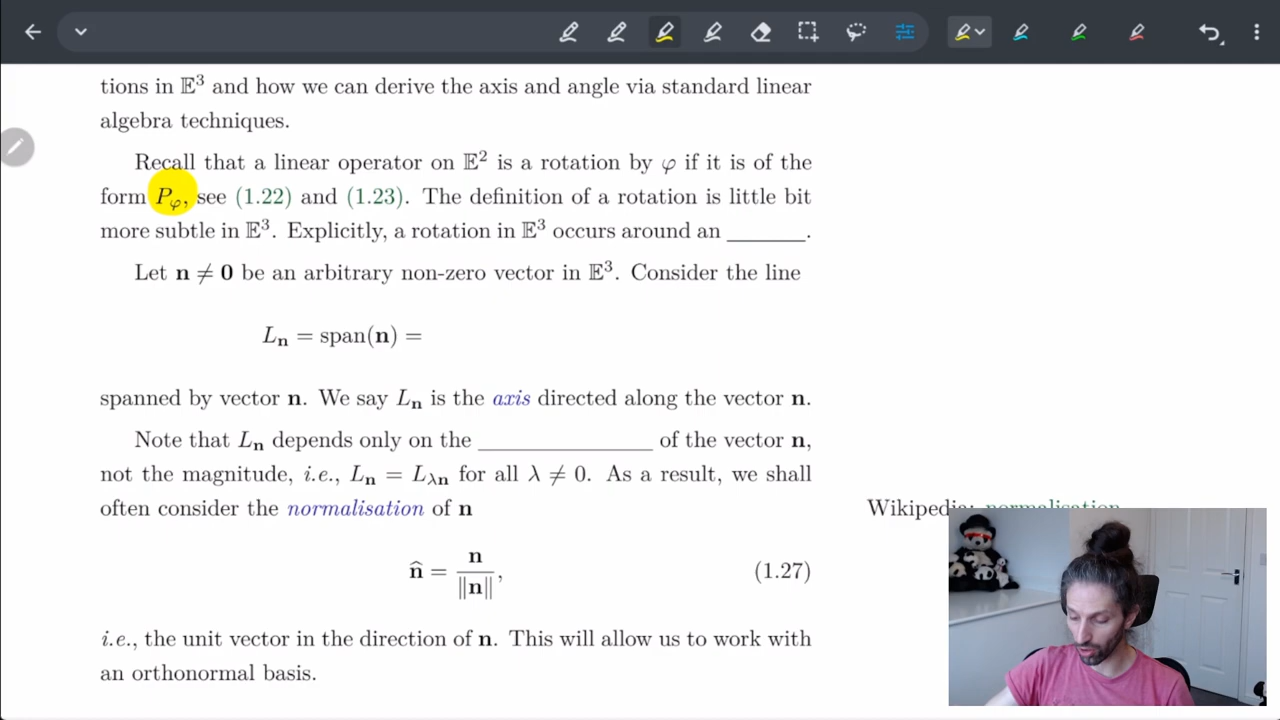 tions in 𝔼³ and how we can derive the axis and angle via standard linear
algebra techniques.
Recall that a linear operator on 𝔼² is a rotation by φ if it is of the
form P_φ, see (1.22) and (1.23). The definition of a rotation is little bit
more subtle in 𝔼³. Explicitly, a rotation in 𝔼³ occurs around an _______.
Let n ≠ 0 be an arbitrary non-zero vector in 𝔼³. Consider the line
L_n = span(n) =
spanned by vector n. We say L_n is the axis directed along the vector n.
Note that L_n depends only on the _______________ of the vector n,
not the magnitude, i.e., L_n = L_λn for all λ ≠ 0. As a result, we shall
often consider the normalisation of n
Wikipedia: normalisation
n̂ = n / ‖n‖, (1.27)
i.e., the unit vector in the direction of n. This will allow us to work with
an orthonormal basis.